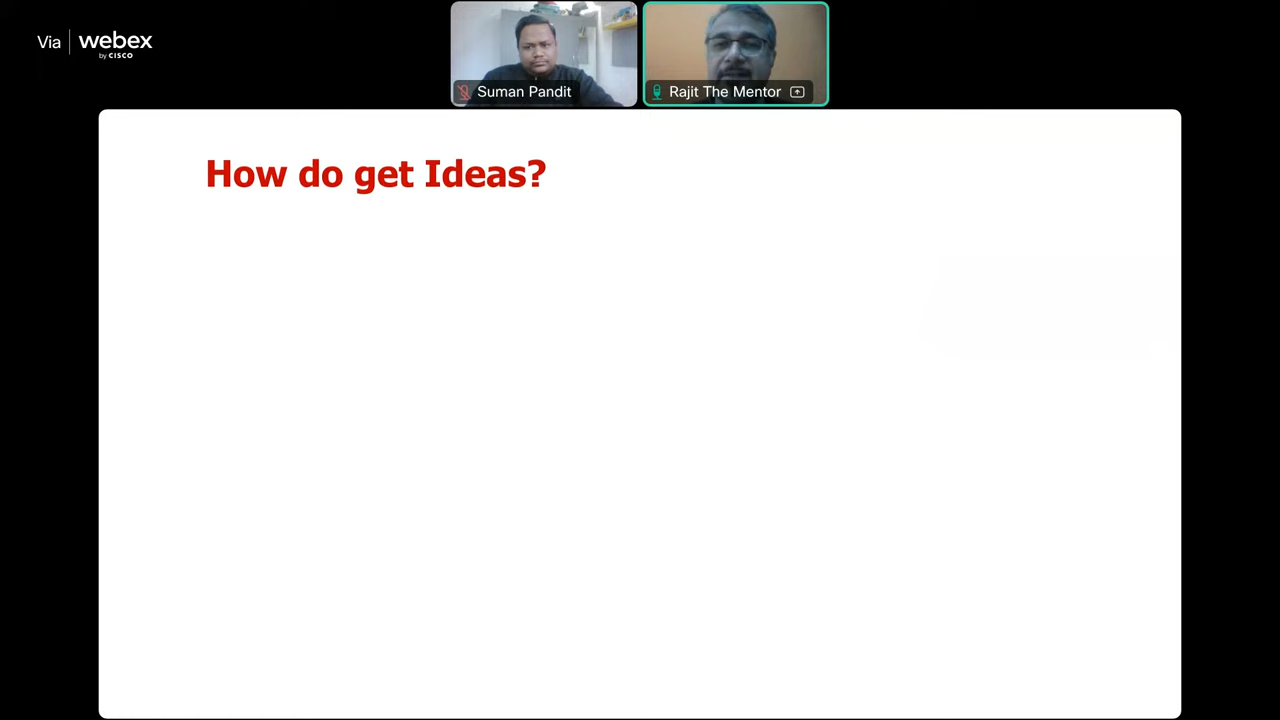 Via
webex
by CISCO
Suman Pandit
Rajit The Mentor
How do get Ideas?